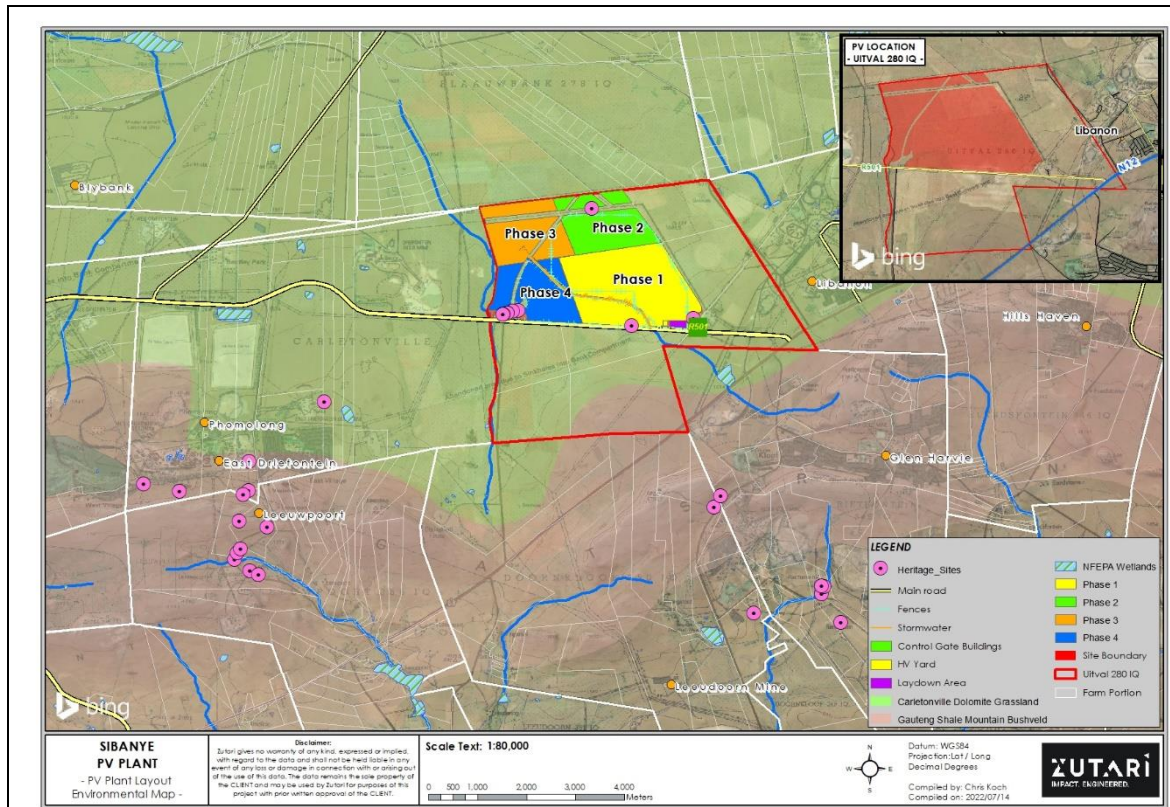 PV LOCATION
- UITVAL 280 IQ -
Libanon
R501
N12
bing
Blybank
Phase 3
Phase 2
Phase 1
Phase 4
R501
Libanon
Hills Haven
CARLETONVILLE
Phomolong
East Driefontein
Leeuwpoort
Glen Harvie
Leeudoorn Mine
bing
LEGEND
Heritage_Sites
Main road
Fences
Stormwater
Control Gate Buildings
HV Yard
Laydown Area
Carletonville Dolomite Grassland
Gauteng Shale Mountain Bushveld
NFEPA Wetlands
Phase 1
Phase 2
Phase 3
Phase 4
Site Boundary
Uitval 280 IQ
Farm Portion
SIBANYE
PV PLANT
- PV Plant Layout
Environmental Map -
Disclaimer:
Zutari gives no warranty of any kind, expressed or implied,
with regard to the data and shall not be held liable in any
event of any loss or damage in connection with or arising out
of the use of this data. The data remains the sole property of
the CLIENT and may be used by Zutari for purposes of this
project with prior written approval of the CLIENT.
Scale Text: 1:80,000
0 500 1,000 2,000 3,000 4,000
Meters
N
W E
S
Datum: WGS84
Projection:Lat / Long
Decimal Degrees
Compiled by: Chris Koch
Compiled on: 2022/07/14
ZUTARI
IMPACT. ENGINEERED.